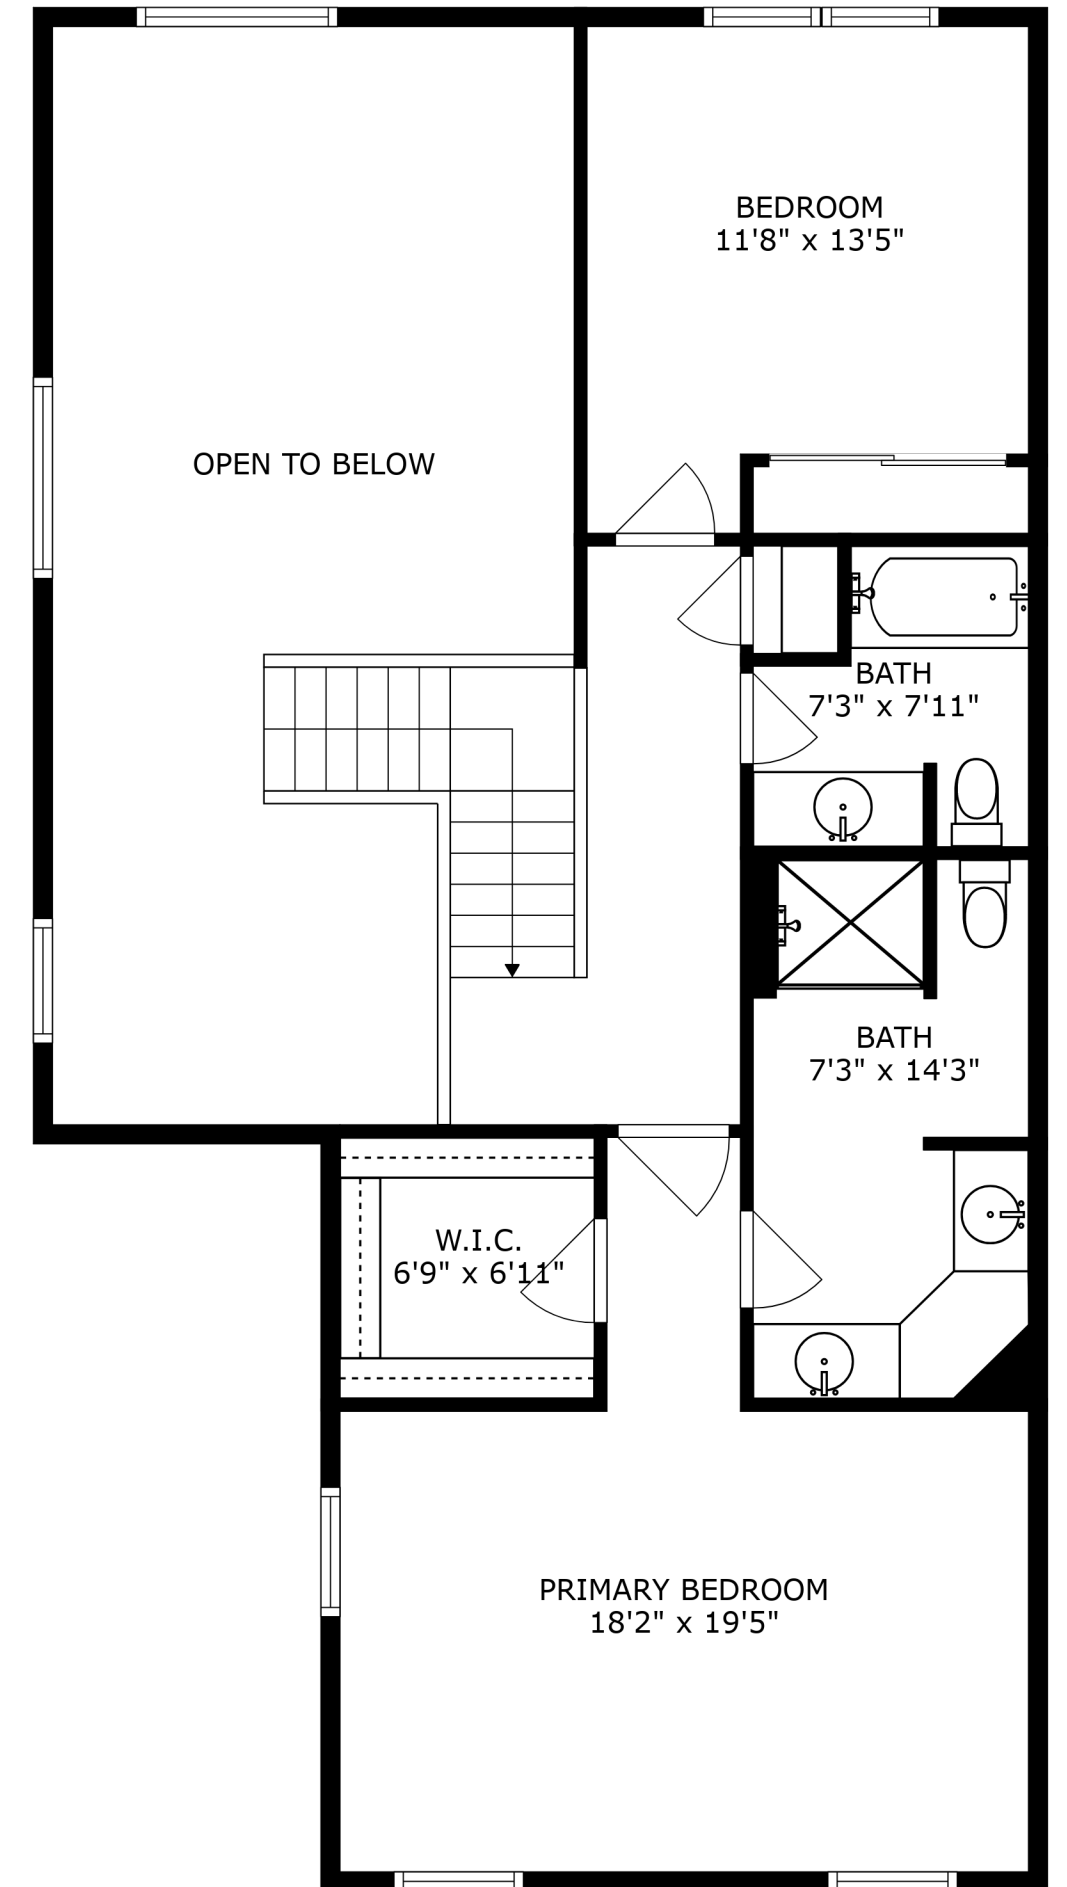 BEDROOM
11'8" x 13'5"
OPEN TO BELOW
BATH
7'3" x 7'11"
BATH
7'3" x 14'3"
W.I.C.
6'9" x 6'11"
PRIMARY BEDROOM
18'2" x 19'5"